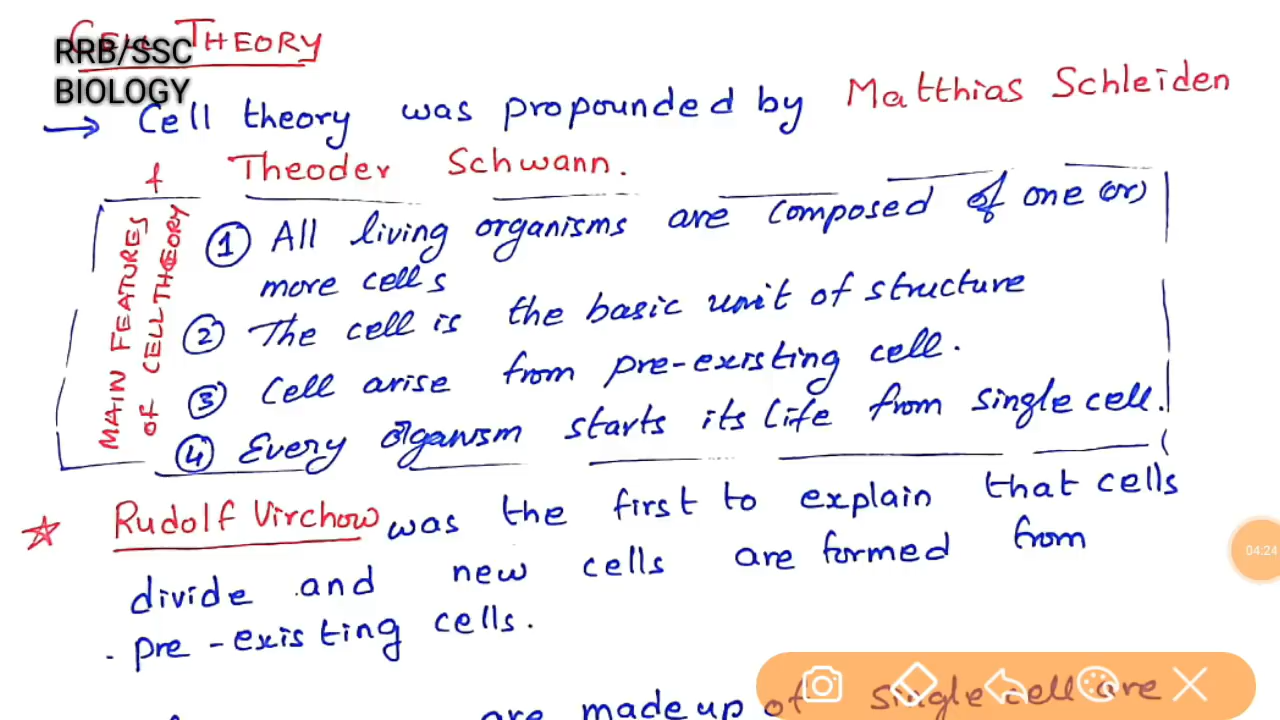 CELL THEORY
RRB/SSC
BIOLOGY
→ Cell theory was propounded by Matthias Schleiden
+ Theoder Schwann.
MAIN FEATURES
OF CELL THEORY
① All living organisms are composed of one (or)
more cells
② The cell is the basic unit of structure
③ Cell arise from pre-existing cell.
④ Every organism starts its life from single cell.
☆ Rudolf Virchow was the first to explain that cells
divide and new cells are formed from
pre-existing cells.
are made up of single cell are
04:24